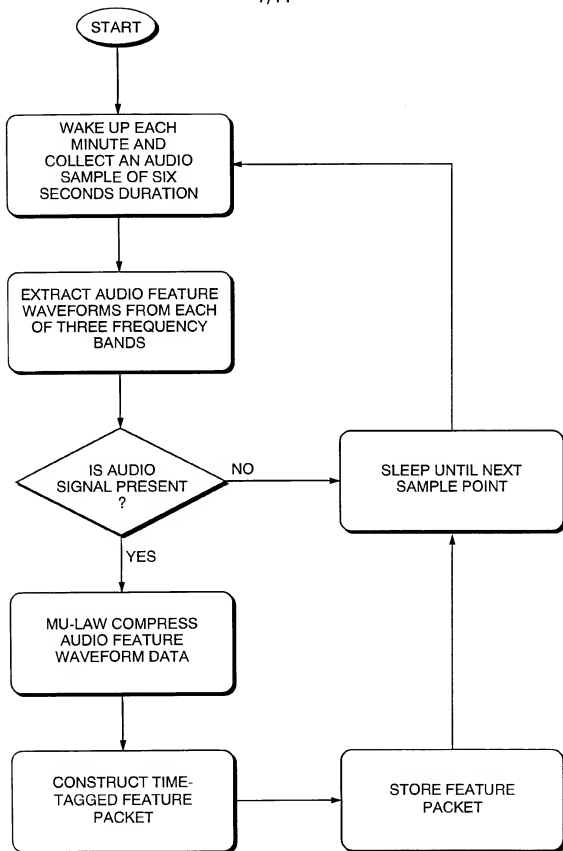 START
WAKE UP EACH
MINUTE AND
COLLECT AN AUDIO
SAMPLE OF SIX
SECONDS DURATION
EXTRACT AUDIO FEATURE
WAVEFORMS FROM EACH
OF THREE FREQUENCY
BANDS
IS AUDIO
SIGNAL PRESENT
?
NO
SLEEP UNTIL NEXT
SAMPLE POINT
YES
MU-LAW COMPRESS
AUDIO FEATURE
WAVEFORM DATA
CONSTRUCT TIME-
TAGGED FEATURE
PACKET
STORE FEATURE
PACKET